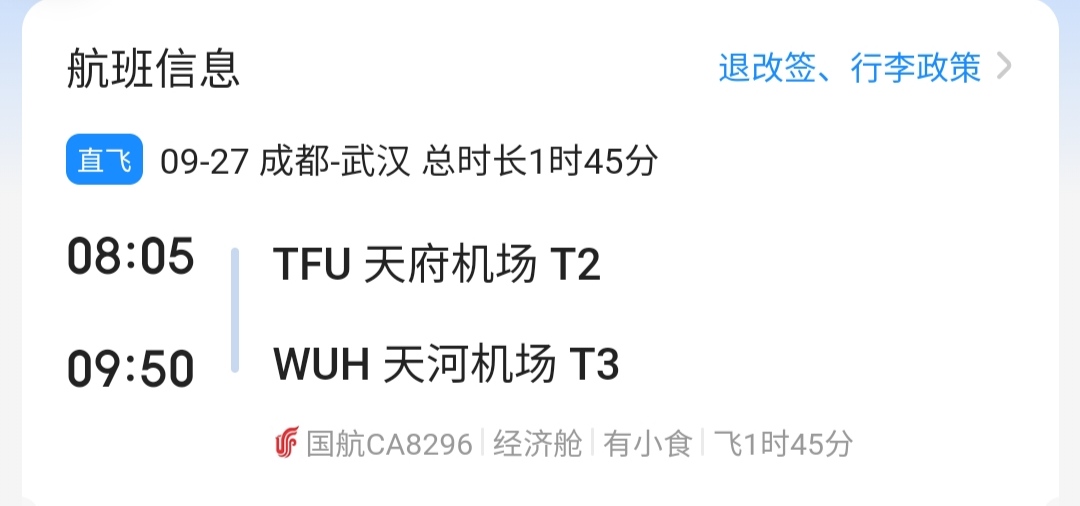 航班信息
退改签、行李政策
直飞 09-27 成都-武汉 总时长1时45分
08:05 TFU 天府机场 T2
09:50 WUH 天河机场 T3
国航CA8296 经济舱 有小食 飞1时45分